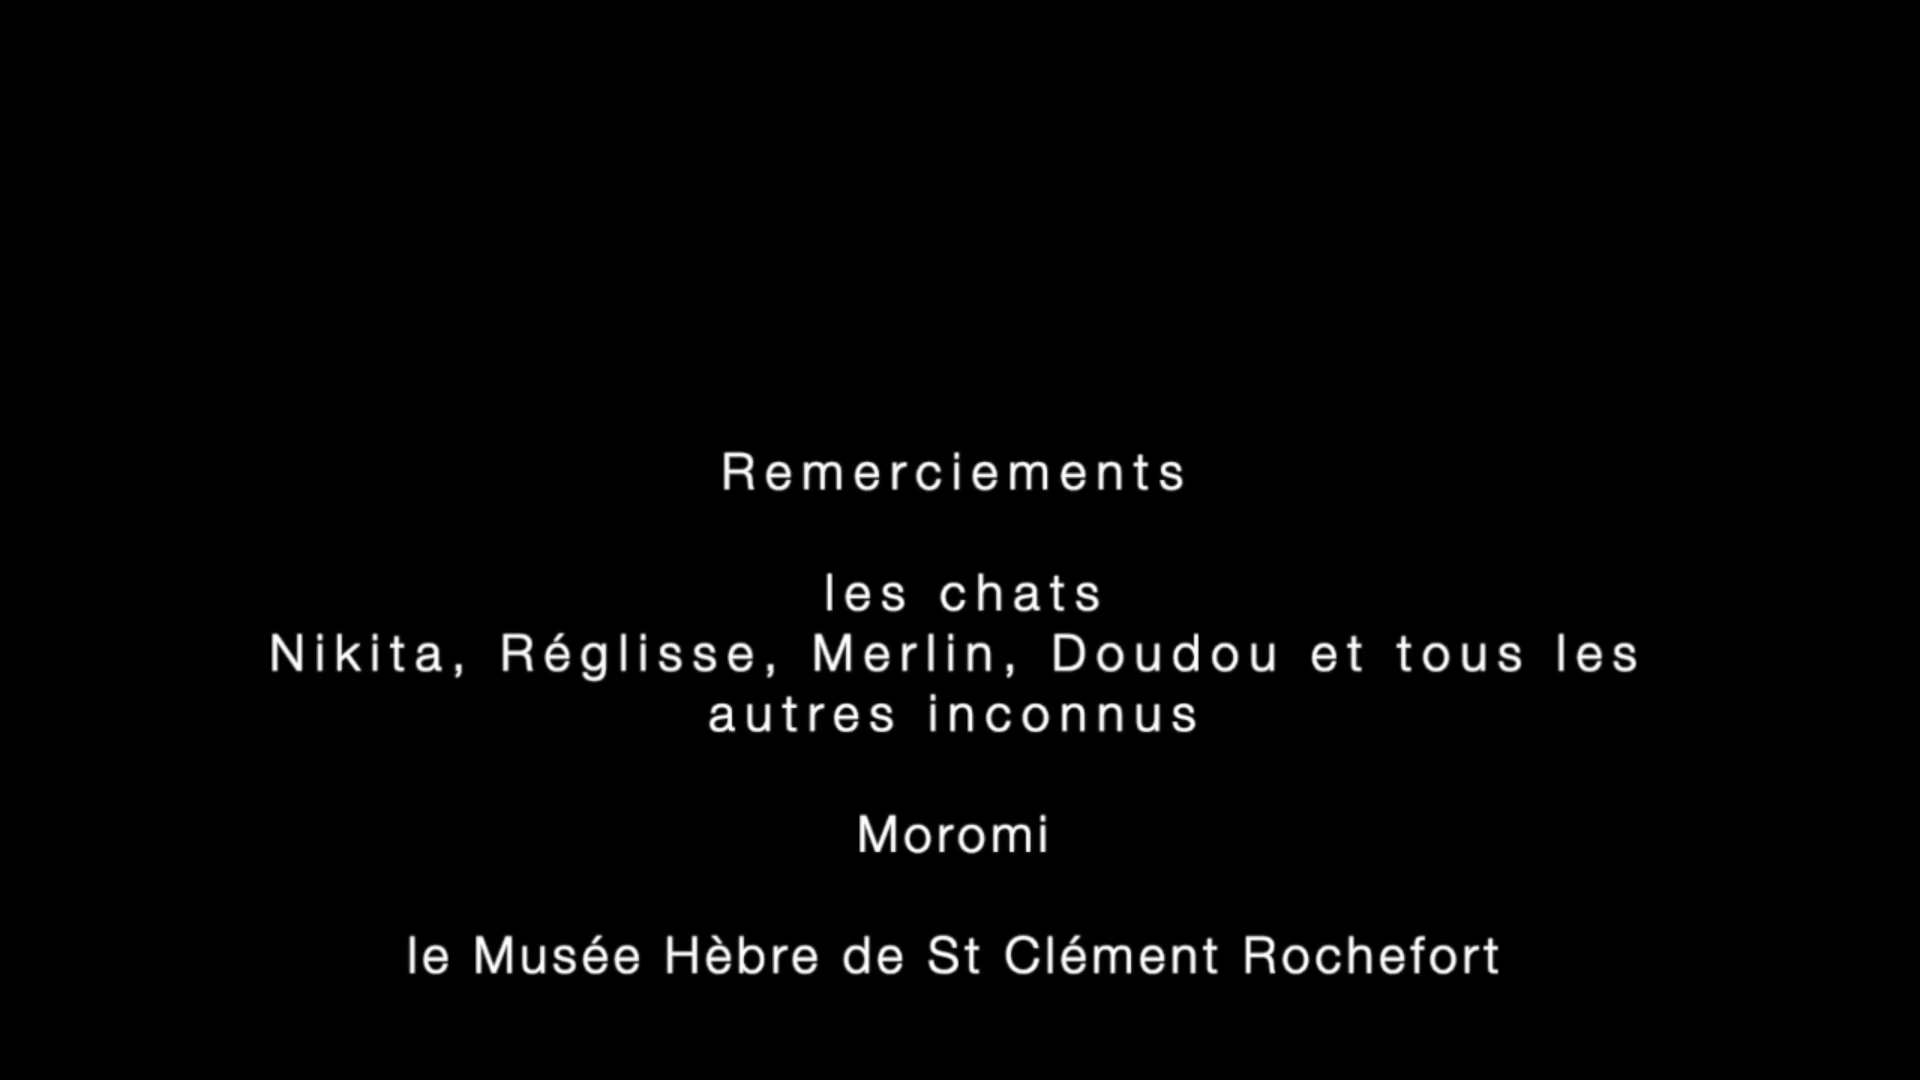 Remerciements
les chats
Nikita, Réglisse, Merlin, Doudou et tous les
autres inconnus
Moromi
le Musée Hèbre de St Clément Rochefort